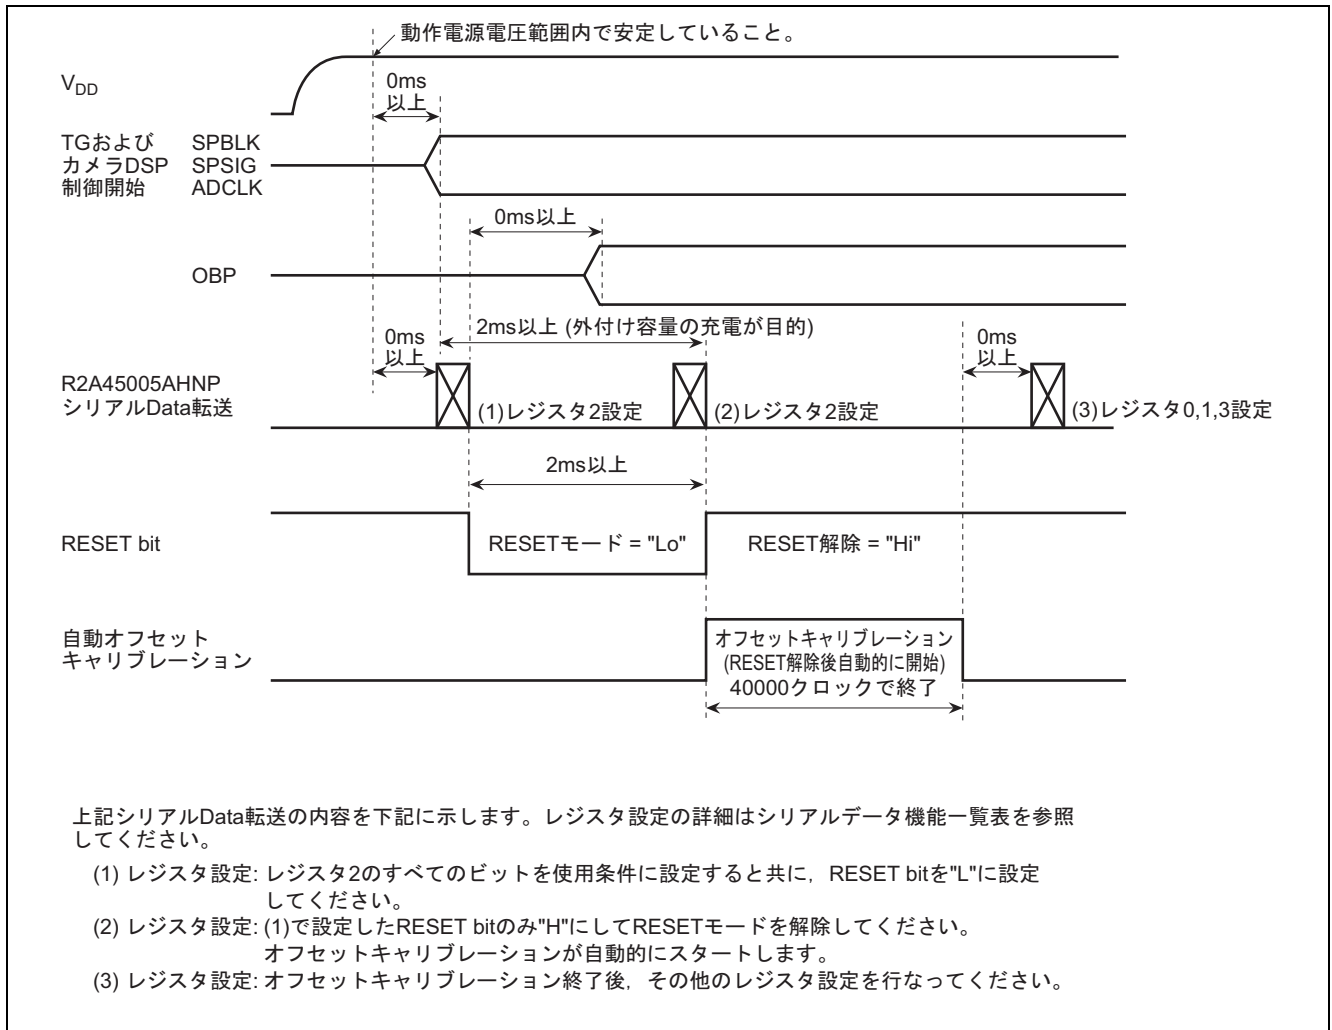 動作電源電圧範囲内で安定していること。
VDD
0ms
以上
TGおよび
カメラDSP
制御開始
SPBLK
SPSIG
ADCLK
0ms以上
OBP
2ms以上 (外付け容量の充電が目的)
0ms
以上
0ms
以上
R2A45005AHNP
シリアルData転送
(1)レジスタ2設定
(2)レジスタ2設定
(3)レジスタ0,1,3設定
2ms以上
RESET bit
RESETモード = "Lo"
RESET解除 = "Hi"
自動オフセット
キャリブレーション
オフセットキャリブレーション
(RESET解除後自動的に開始)
40000クロックで終了
上記シリアルData転送の内容を下記に示します。レジスタ設定の詳細はシリアルデータ機能一覧表を参照
してください。
(1) レジスタ設定: レジスタ2のすべてのビットを使用条件に設定すると共に，RESET bitを"L"に設定
してください。
(2) レジスタ設定: (1)で設定したRESET bitのみ"H"にしてRESETモードを解除してください。
オフセットキャリブレーションが自動的にスタートします。
(3) レジスタ設定: オフセットキャリブレーション終了後，その他のレジスタ設定を行なってください。